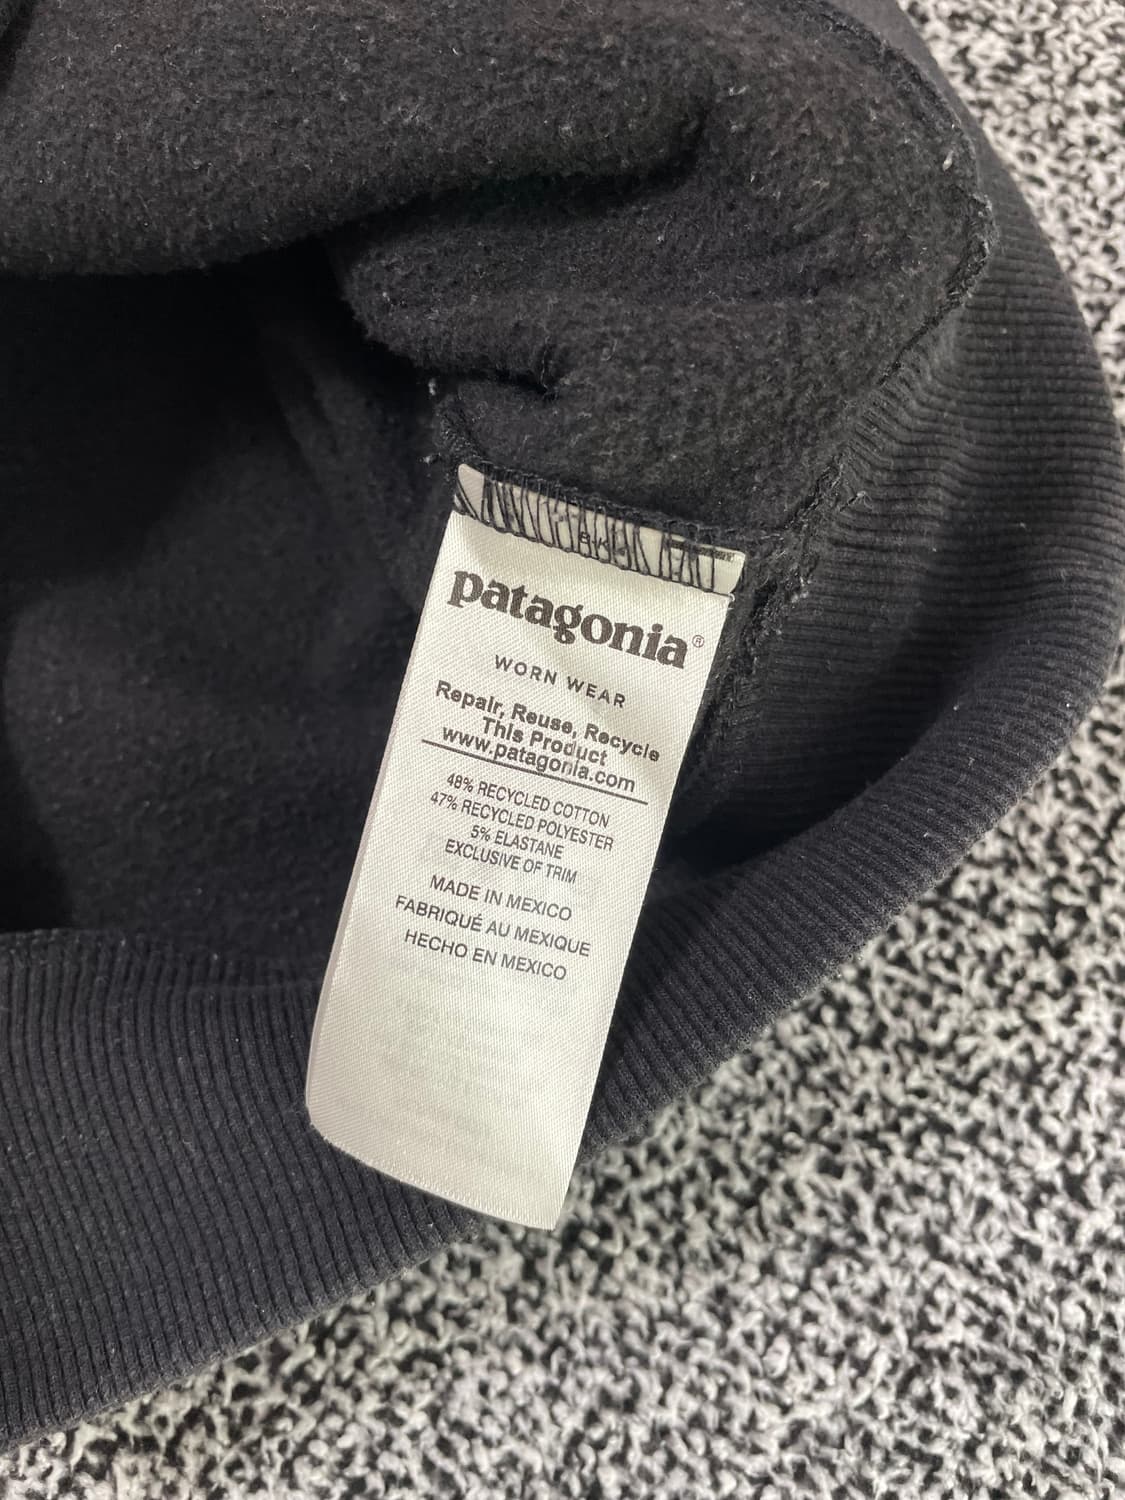 patagonia®
WORN WEAR
Repair, Reuse, Recycle
This Product
www.patagonia.com
48% RECYCLED COTTON
47% RECYCLED POLYESTER
5% ELASTANE
EXCLUSIVE OF TRIM
MADE IN MEXICO
FABRIQUÉ AU MEXIQUE
HECHO EN MEXICO